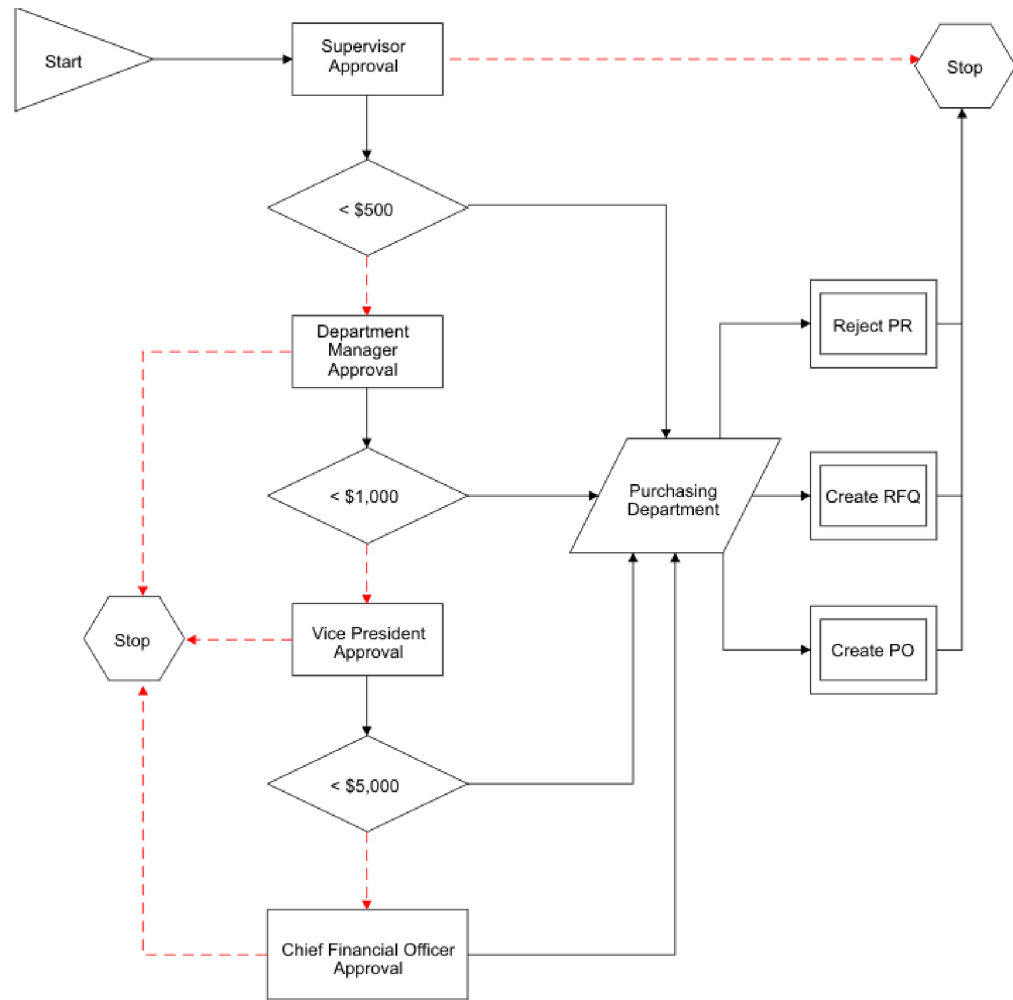 Start
Supervisor
Approval
Stop
< $500
Department
Manager
Approval
Reject PR
< $1,000
Purchasing
Department
Create RFQ
Stop
Vice President
Approval
Create PO
< $5,000
Chief Financial Officer
Approval